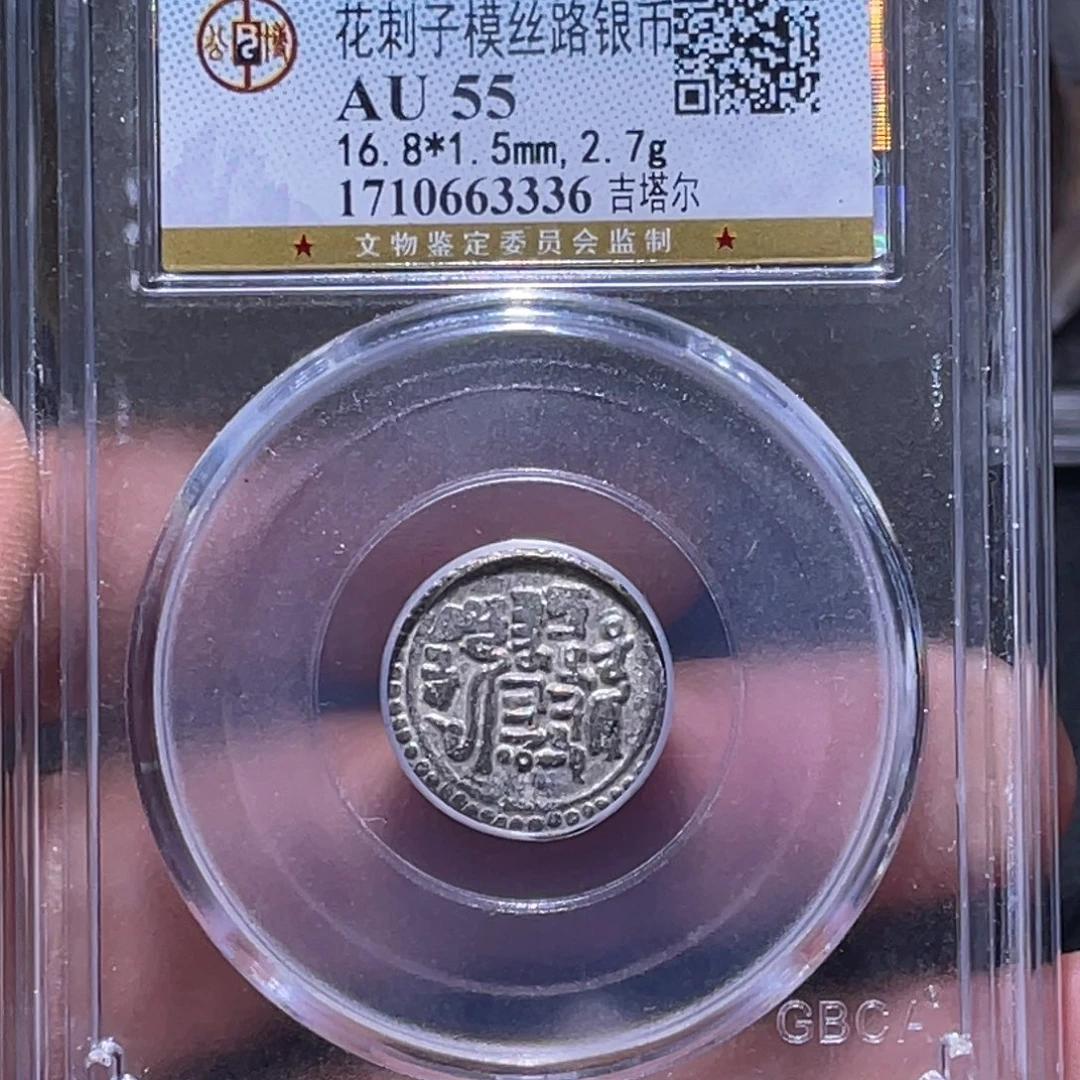 花刺子模丝路银币
AU 55
16.8*1.5mm,2.7g
1710663336 吉塔尔
★ 文物鉴定委员会监制 ★
GBCA